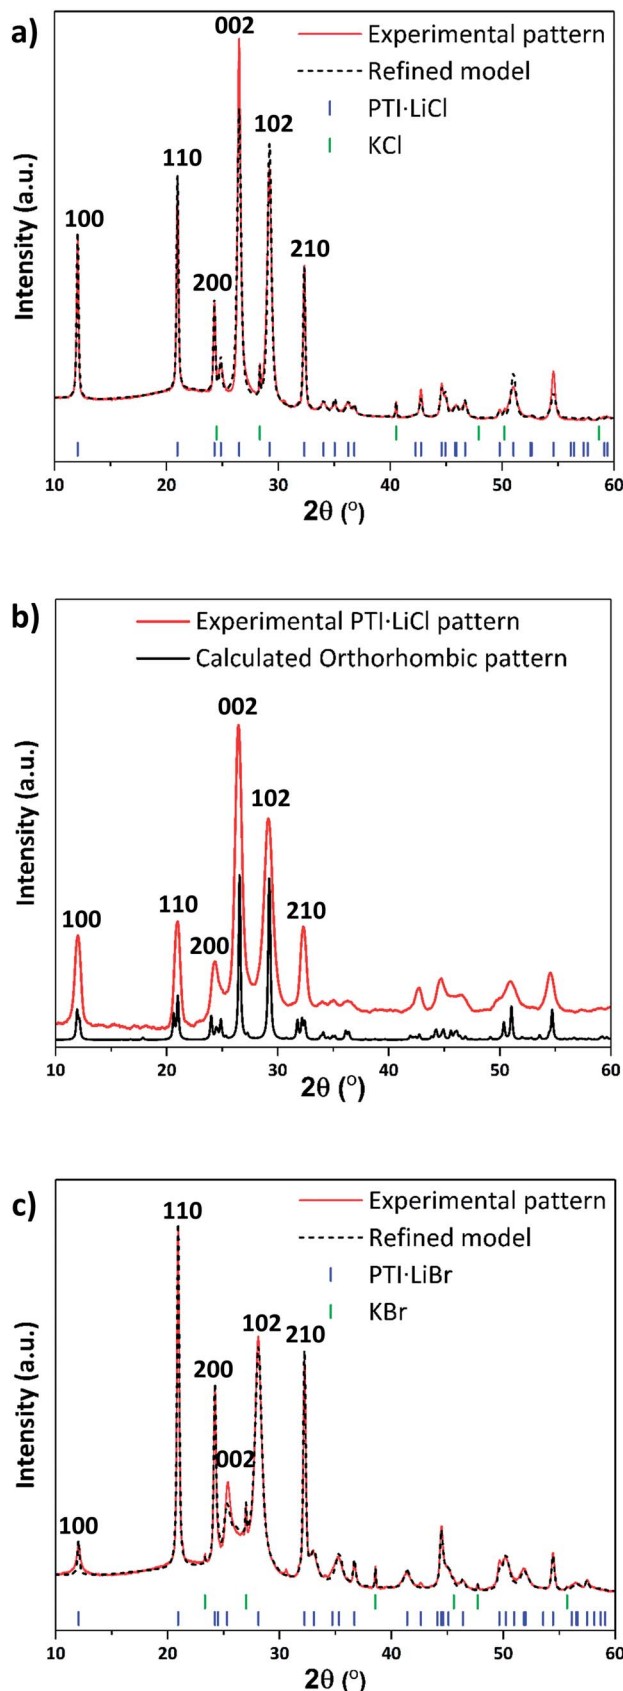 a)
002
Experimental pattern
Refined model
PTI·LiCl
KCl
102
110
100
210
200
Intensity (a.u.)
10 20 30 40 50 60
2θ (°)
b)
Experimental PTI·LiCl pattern
Calculated Orthorhombic pattern
002
102
110
100
210
200
Intensity (a.u.)
10 20 30 40 50 60
2θ (°)
c)
110
Experimental pattern
Refined model
PTI·LiBr
KBr
102
210
200
002
100
Intensity (a.u.)
10 20 30 40 50 60
2θ (°)